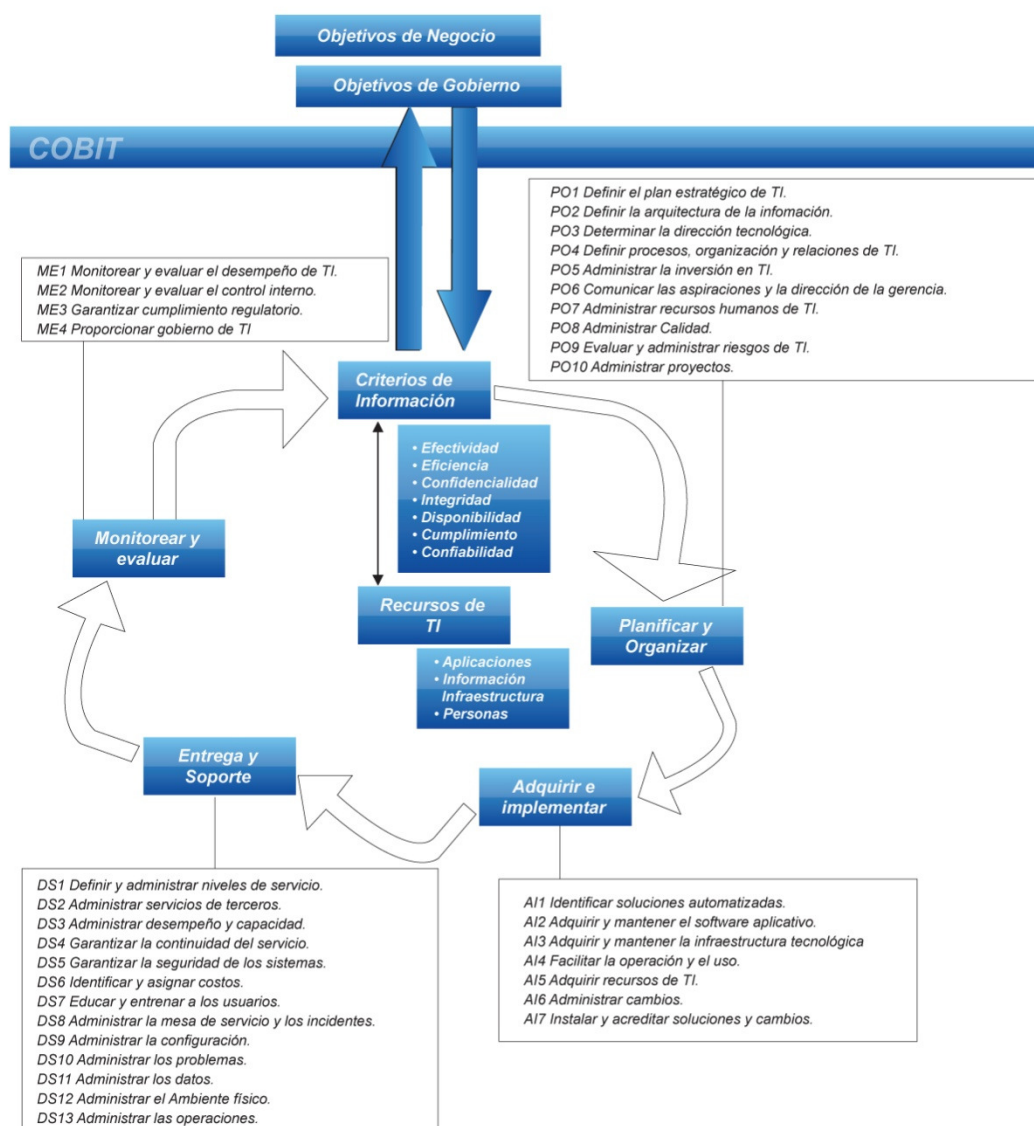 Objetivos de Negocio
Objetivos de Gobierno
COBIT
PO1 Definir el plan estratégico de TI.
PO2 Definir la arquitectura de la infomación.
PO3 Determinar la dirección tecnológica.
PO4 Definir procesos, organización y relaciones de TI.
PO5 Administrar la inversión en TI.
PO6 Comunicar las aspiraciones y la dirección de la gerencia.
PO7 Administrar recursos humanos de TI.
PO8 Administrar Calidad.
PO9 Evaluar y administrar riesgos de TI.
PO10 Administrar proyectos.
ME1 Monitorear y evaluar el desempeño de TI.
ME2 Monitorear y evaluar el control interno.
ME3 Garantizar cumplimiento regulatorio.
ME4 Proporcionar gobierno de TI
Criterios de
Información
• Efectividad
• Eficiencia
• Confidencialidad
• Integridad
• Disponibilidad
• Cumplimiento
• Confiabilidad
Monitorear y
evaluar
Recursos de
TI
• Aplicaciones
• Información
Infraestructura
• Personas
Planificar y
Organizar
Entrega y
Soporte
Adquirir e
implementar
DS1 Definir y administrar niveles de servicio.
DS2 Administrar servicios de terceros.
DS3 Administrar desempeño y capacidad.
DS4 Garantizar la continuidad del servicio.
DS5 Garantizar la seguridad de los sistemas.
DS6 Identificar y asignar costos.
DS7 Educar y entrenar a los usuarios.
DS8 Administrar la mesa de servicio y los incidentes.
DS9 Administrar la configuración.
DS10 Administrar los problemas.
DS11 Administrar los datos.
DS12 Administrar el Ambiente físico.
DS13 Administrar las operaciones.
AI1 Identificar soluciones automatizadas.
AI2 Adquirir y mantener el software aplicativo.
AI3 Adquirir y mantener la infraestructura tecnológica
AI4 Facilitar la operación y el uso.
AI5 Adquirir recursos de TI.
AI6 Administrar cambios.
AI7 Instalar y acreditar soluciones y cambios.